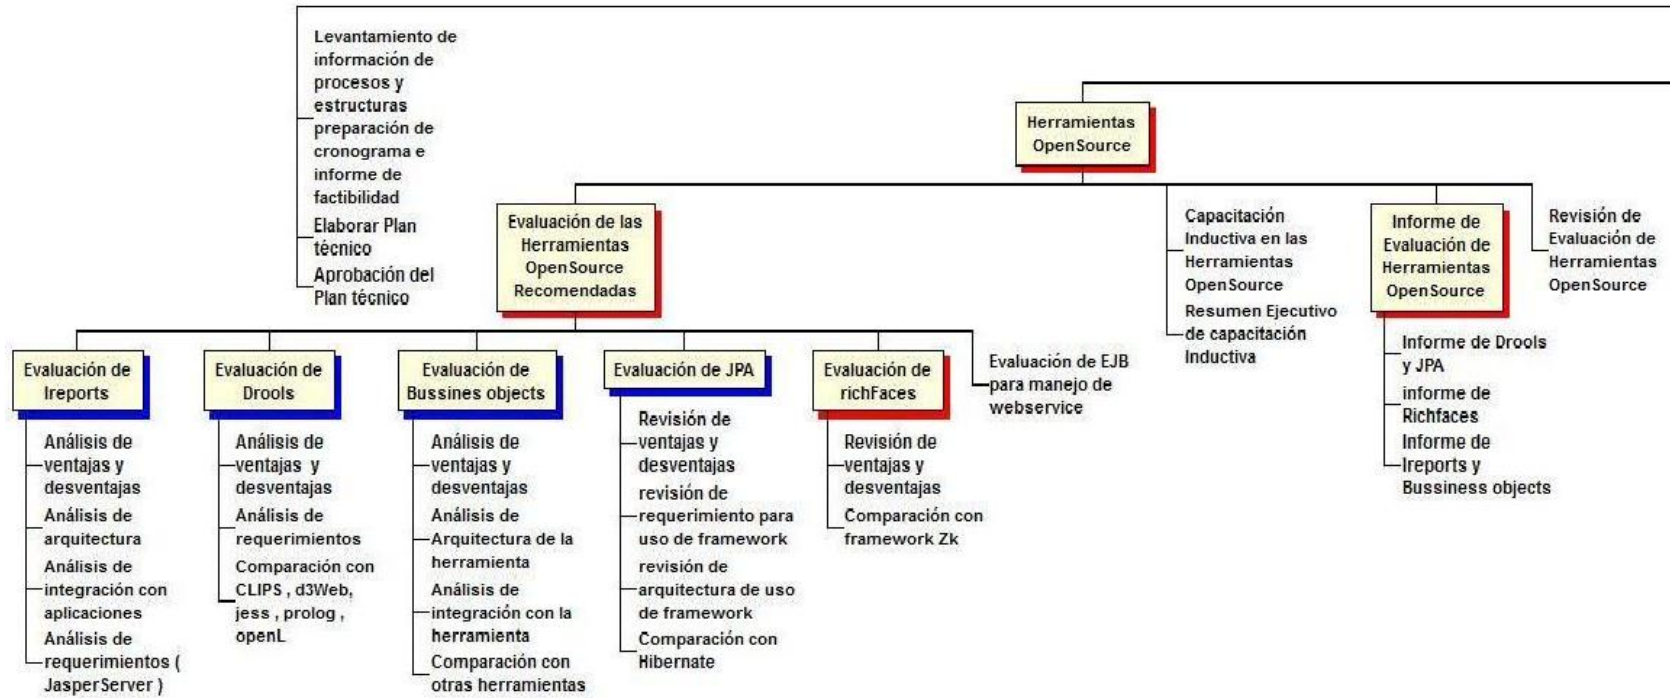 Levantamiento de
información de
procesos y
estructuras
preparación de
cronograma e
informe de
factibilidad
Elaborar Plan
técnico
Aprobación del
Plan técnico
Herramientas
OpenSource
Evaluación de las
Herramientas
OpenSource
Recomendadas
Capacitación
Inductiva en las
Herramientas
OpenSource
Resumen Ejecutivo
de capacitación
Inductiva
Informe de
Evaluación de
Herramientas
OpenSource
Revisión de
Evaluación de
Herramientas
OpenSource
Informe de Drools
y JPA
informe de
Richfaces
Informe de
Ireports y
Bussiness objects
Evaluación de
Ireports
Análisis de
ventajas y
desventajas
Análisis de
arquitectura
Análisis de
integración con
aplicaciones
Análisis de
requerimientos (
JasperServer )
Evaluación de
Drools
Análisis de
ventajas y
desventajas
Análisis de
requerimientos
Comparación con
CLIPS , d3Web,
jess , prolog ,
openL
Evaluación de
Bussines objects
Análisis de
ventajas y
desventajas
Análisis de
Arquitectura de la
herramienta
Análisis de
integración con la
herramienta
Comparación con
otras herramientas
Evaluación de JPA
Revisión de
ventajas y
desventajas
revisión de
requerimiento para
uso de framework
revisión de
arquitectura de uso
de framework
Comparación con
Hibernate
Evaluación de
richFaces
Revisión de
ventajas y
desventajas
Comparación con
framework Zk
Evaluación de EJB
para manejo de
webservice